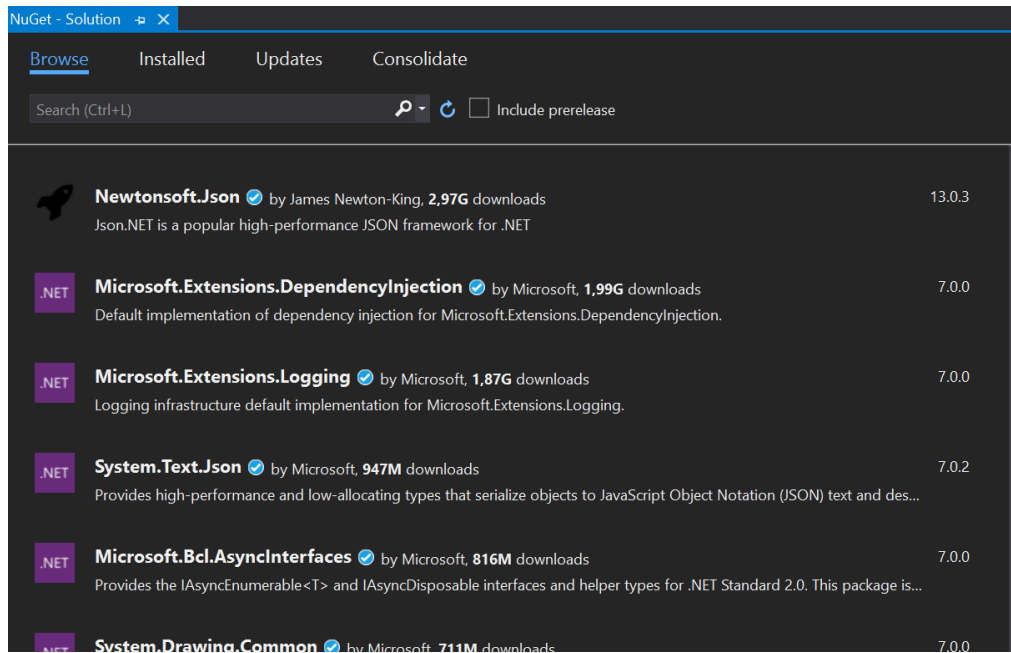 NuGet - Solution
Browse Installed Updates Consolidate
Search (Ctrl+L) Include prerelease
Newtonsoft.Json by James Newton-King, 2,97G downloads 13.0.3
Json.NET is a popular high-performance JSON framework for .NET
.NET Microsoft.Extensions.DependencyInjection by Microsoft, 1,99G downloads 7.0.0
Default implementation of dependency injection for Microsoft.Extensions.DependencyInjection.
.NET Microsoft.Extensions.Logging by Microsoft, 1,87G downloads 7.0.0
Logging infrastructure default implementation for Microsoft.Extensions.Logging.
.NET System.Text.Json by Microsoft, 947M downloads 7.0.2
Provides high-performance and low-allocating types that serialize objects to JavaScript Object Notation (JSON) text and des...
.NET Microsoft.Bcl.AsyncInterfaces by Microsoft, 816M downloads 7.0.0
Provides the IAsyncEnumerable<T> and IAsyncDisposable interfaces and helper types for .NET Standard 2.0. This package is...
.NET System.Drawing.Common by Microsoft, 711M downloads 7.0.0